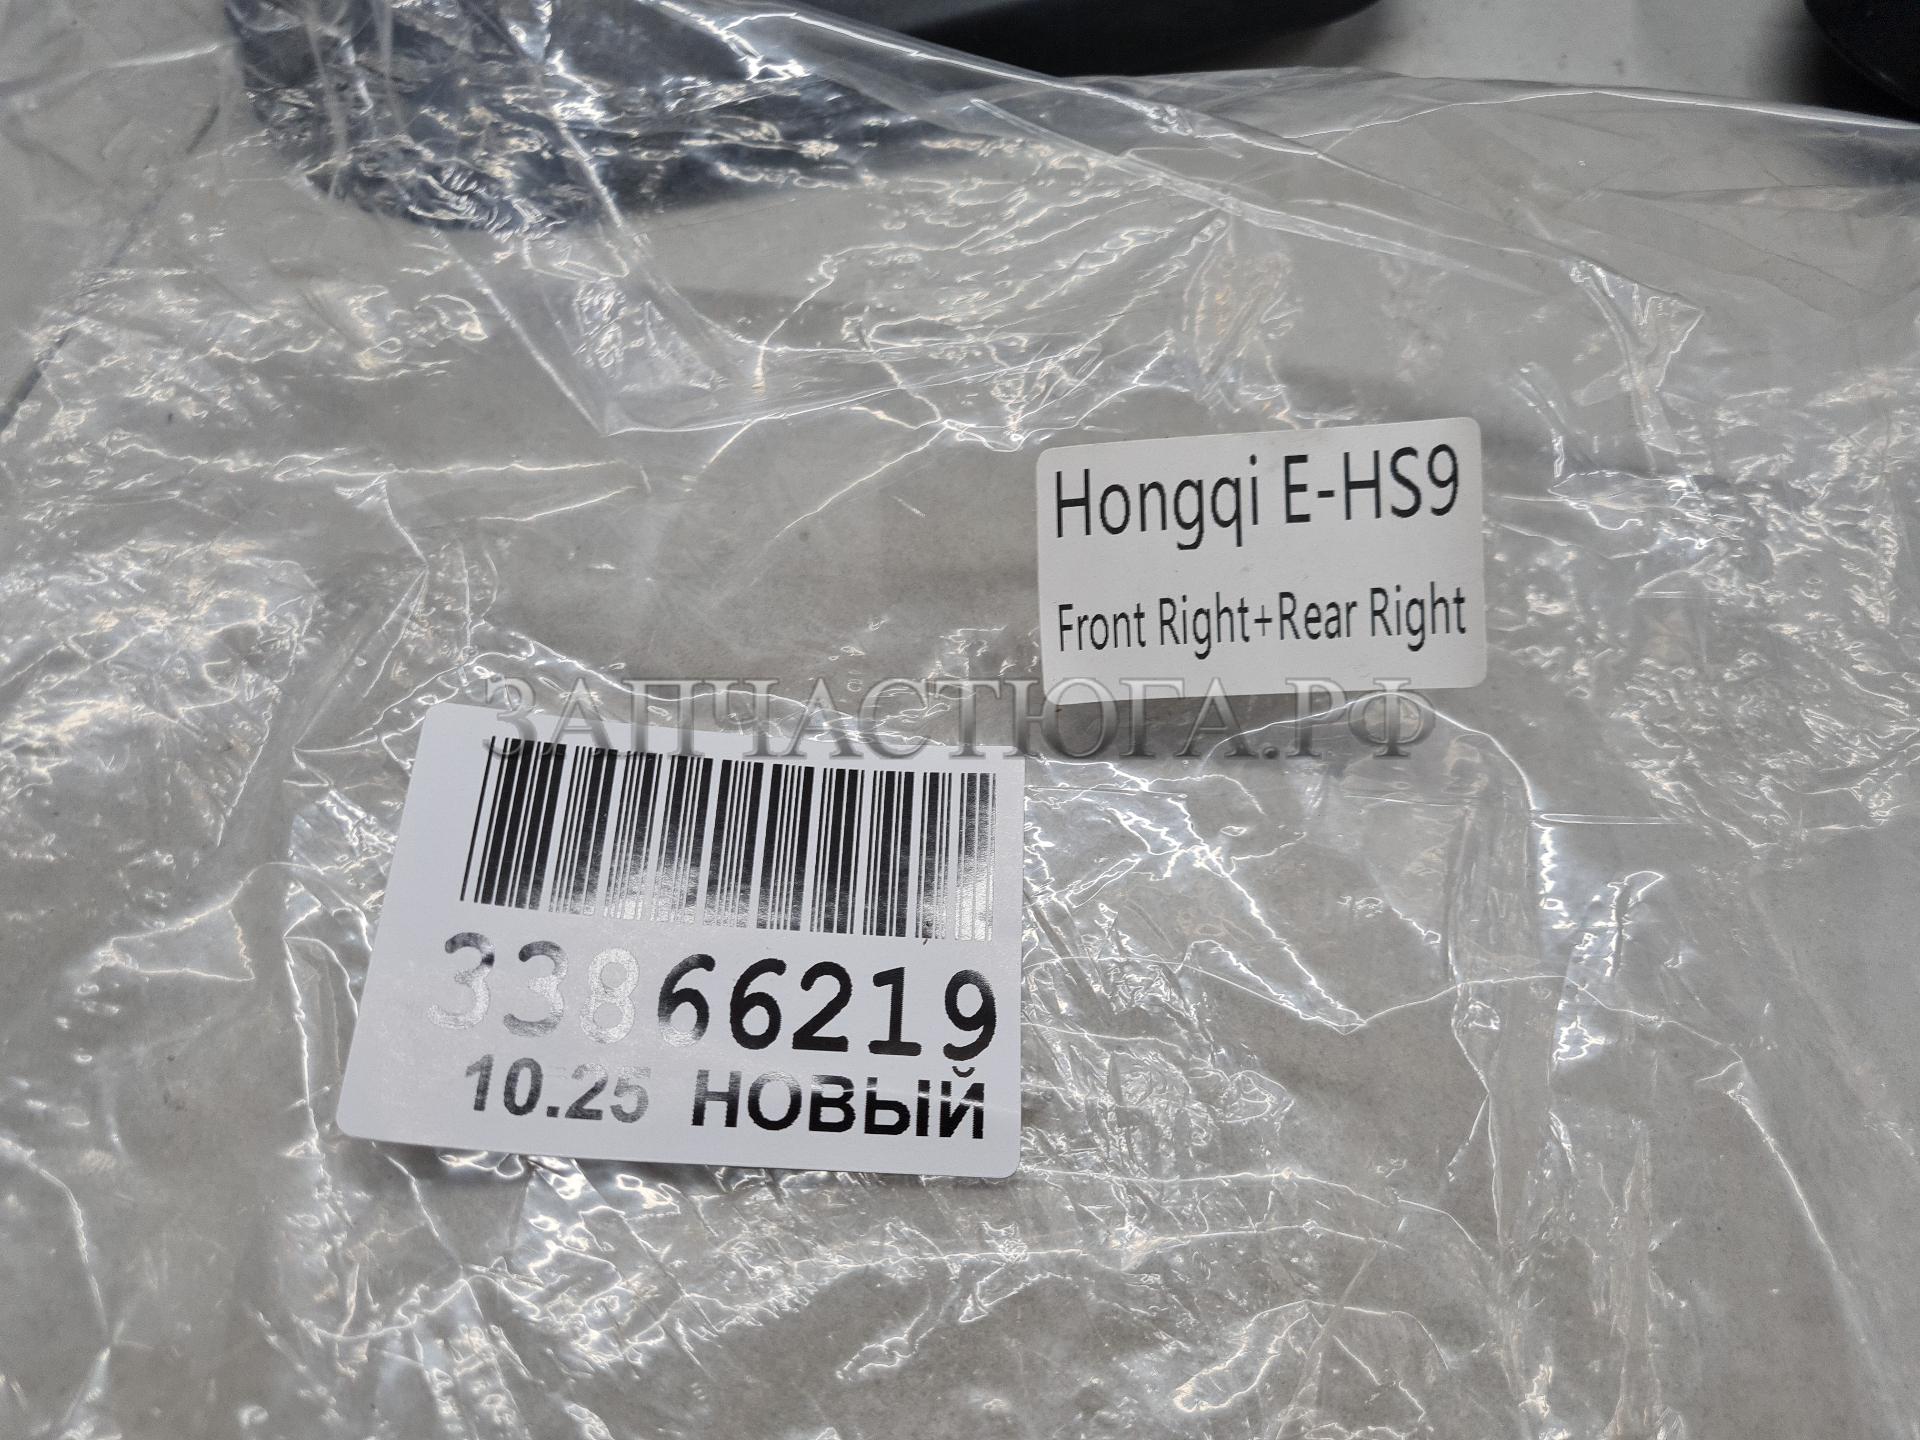 Hongqi E-HS9
Front Right+Rear Right
ЗАПЧАСТЮГА.РФ
33866219
10.25 НОВЫЙ